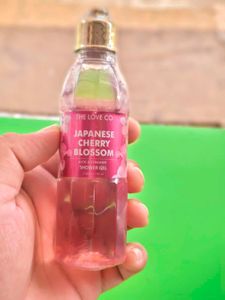 THE LOVE CO
JAPANESE
CHERRY
BLOSSOM
SHOWER GEL